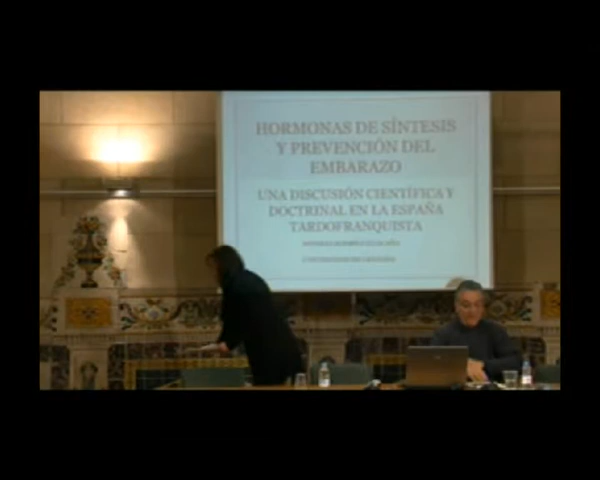 HORMONAS DE SÍNTESIS
Y PREVENCIÓN DEL
EMBARAZO
UNA DISCUSIÓN CIENTÍFICA Y
DOCTRINAL EN LA ESPAÑA
TARDOFRANQUISTA